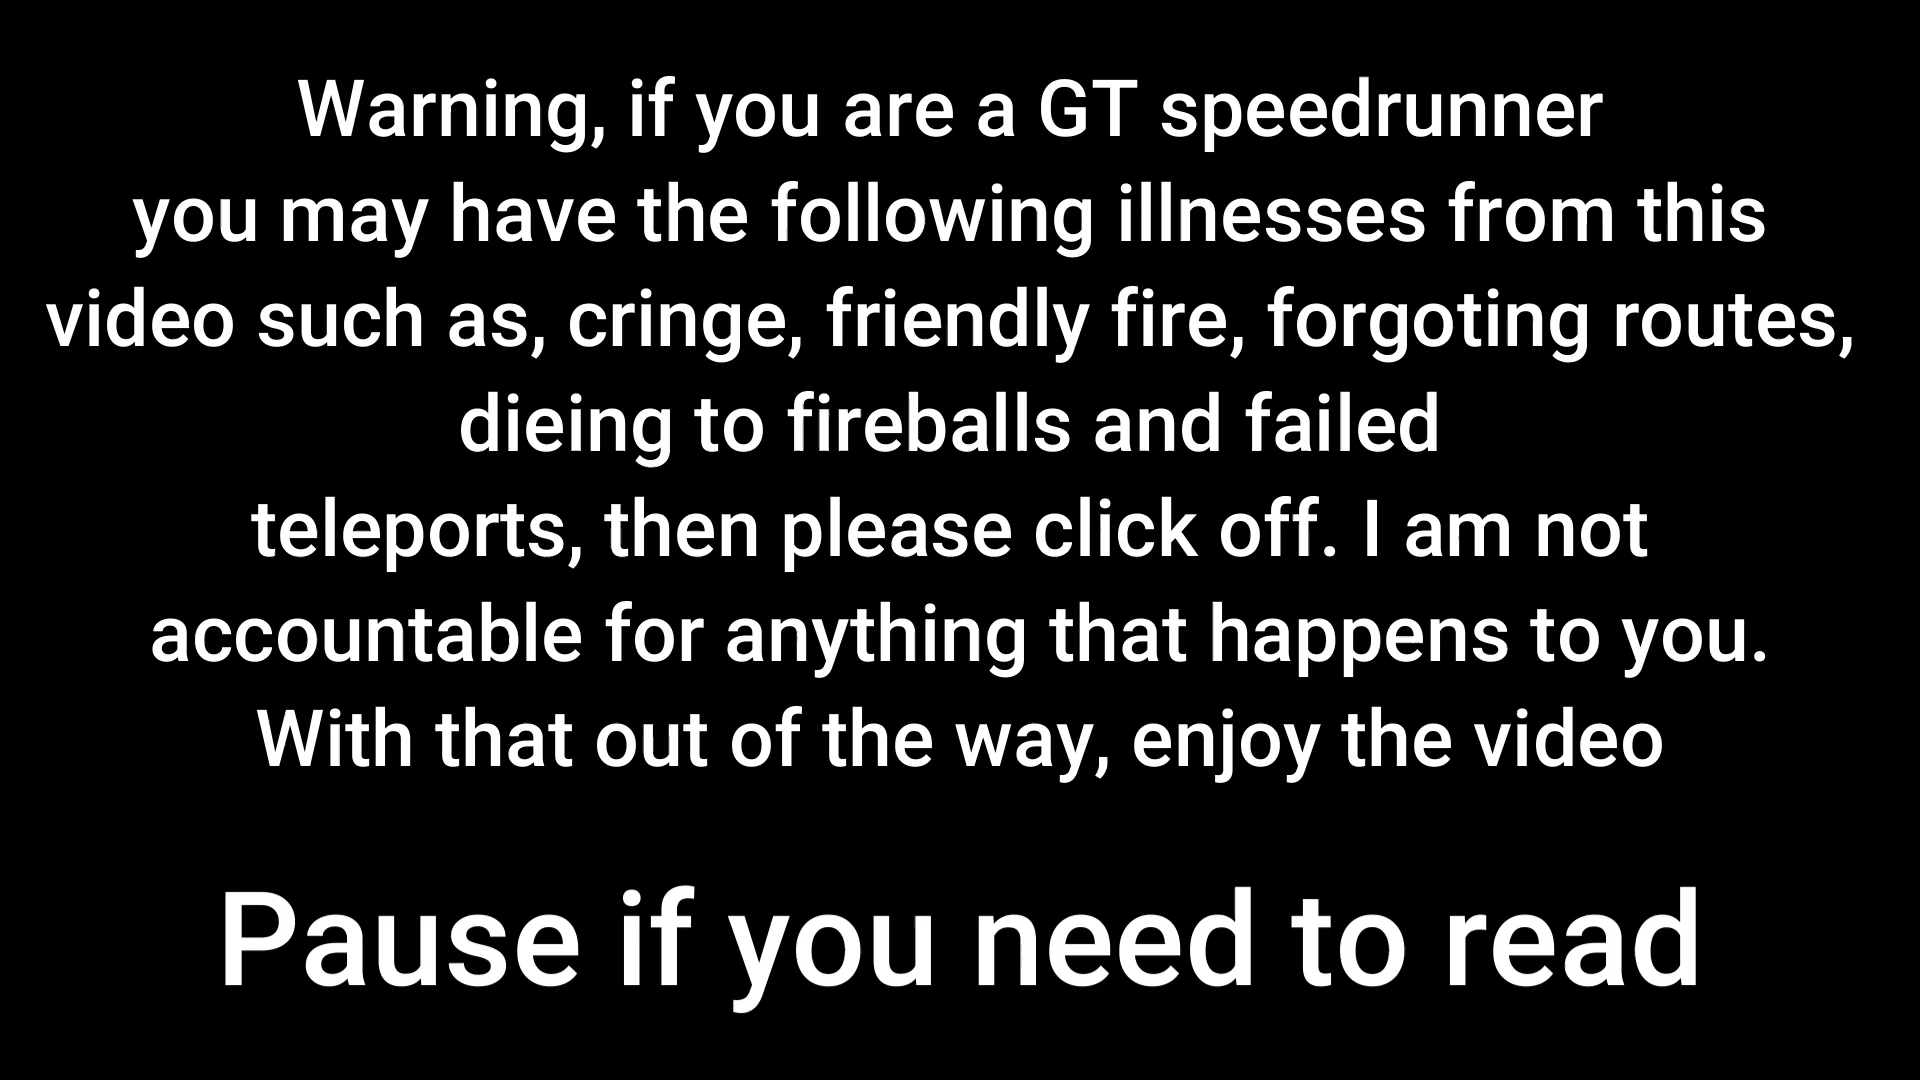 Warning, if you are a GT speedrunner
you may have the following illnesses from this
video such as, cringe, friendly fire, forgoting routes,
dieing to fireballs and failed
teleports, then please click off. I am not
accountable for anything that happens to you.
With that out of the way, enjoy the video
Pause if you need to read